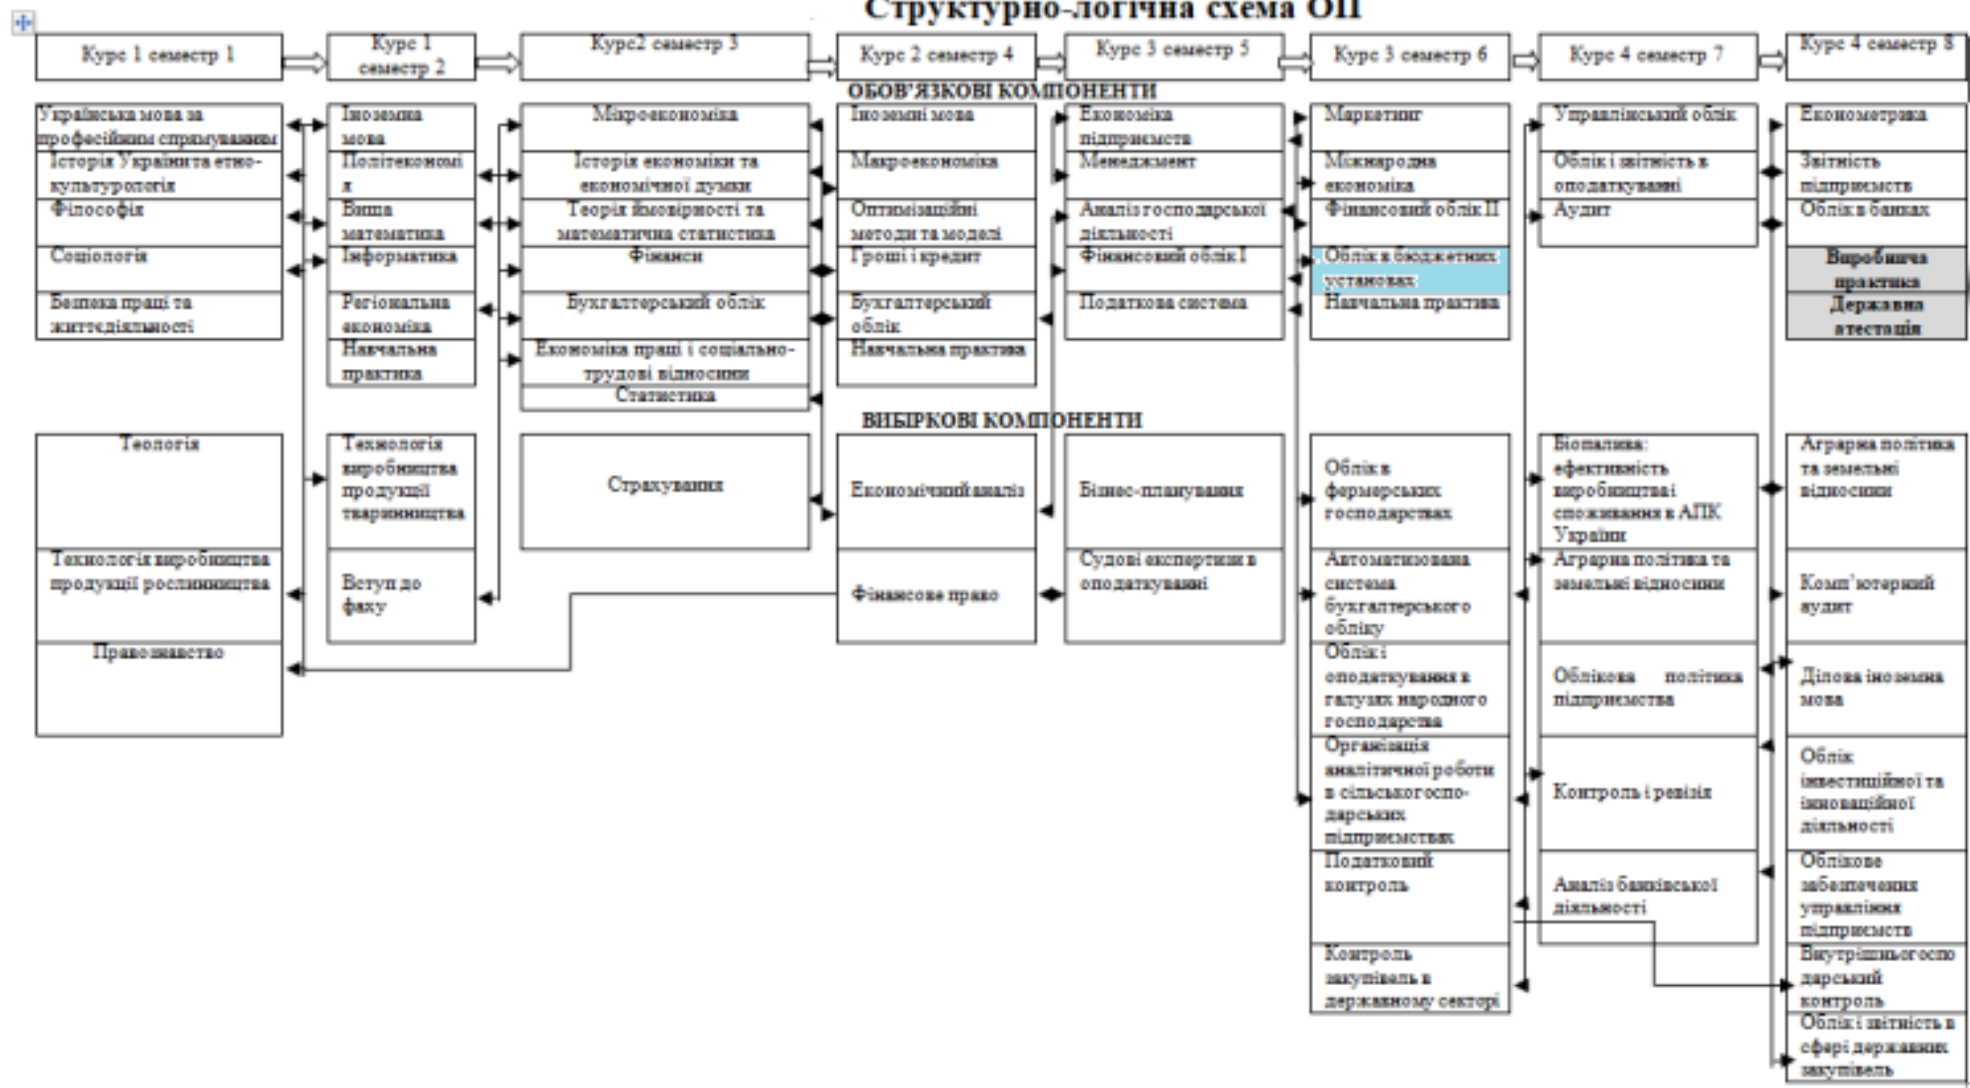 Структурно-логічна схема ОП
Курс 1 семестр 1
Курс 1
семестр 2
Курс2 семестр 3
Курс 2 семестр 4
Курс 3 семестр 5
Курс 3 семестр 6
Курс 4 семестр 7
Курс 4 семестр 8
ОБОВ’ЯЗКОВІ КОМПОНЕНТИ
Українська мова за
професійним спрямуванням
Історія України та етно-
культурологія
Філософія
Соціологія
Безпека праці та
життєдіяльності
Іноземна
мова
Політекономі
я
Вища
математика
Інформатика
Регіональна
економіка
Навчальна
практика
Мікроекономіка
Історія економіки та
економічної думки
Теорія ймовірності та
математична статистика
Фінанси
Бухгалтерський облік
Економіка праці і соціально-
трудові відносини
Статистика
Іноземні мова
Макроекономіка
Оптимізаційні
методи та моделі
Гроші і кредит
Бухгалтерський
облік
Навчальна практика
Економіка
підприємств
Менеджмент
Аналіз господарської
діяльності
Фінансовий облік І
Податкова система
Маркетинг
Міжнародна
економіка
Фінансовий облік ІІ
Облік в бюджетних
установах
Навчальна практика
Управлінський облік
Облік і звітність в
оподаткуванні
Аудит
Економетрика
Звітність
підприємств
Облік в банках
Виробнича
практика
Державна
атестація
ВИБІРКОВІ КОМПОНЕНТИ
Теологія
Технологія виробництва
продукції рослинництва
Правознавство
Технологія
виробництва
продукції
тваринництва
Вступ до
фаху
Страхування
Економічний аналіз
Фінансове право
Бізнес-планування
Судові експертизи в
оподаткуванні
Облік в
фермерських
господарствах
Автоматизована
система
бухгалтерського
обліку
Облік і
оподаткування в
галузях народного
господарства
Організація
аналітичної роботи
в сільськогоспо-
дарських
підприємствах
Податковий
контроль
Контроль
закупівель в
державному секторі
Біопалива:
ефективність
виробництва і
споживання в АПК
України
Аграрна політика та
земельні відносини
Облікова політика
підприємства
Контроль і ревізія
Аналіз банківської
діяльності
Аграрна політика
та земельні
відносини
Комп’ютерний
аудит
Ділова іноземна
мова
Облік
інвестиційної та
інноваційної
діяльності
Облікове
забезпечення
управління
підприємств
Внутрішньогоспо
дарський
контроль
Облік і звітність в
сфері державних
закупівель